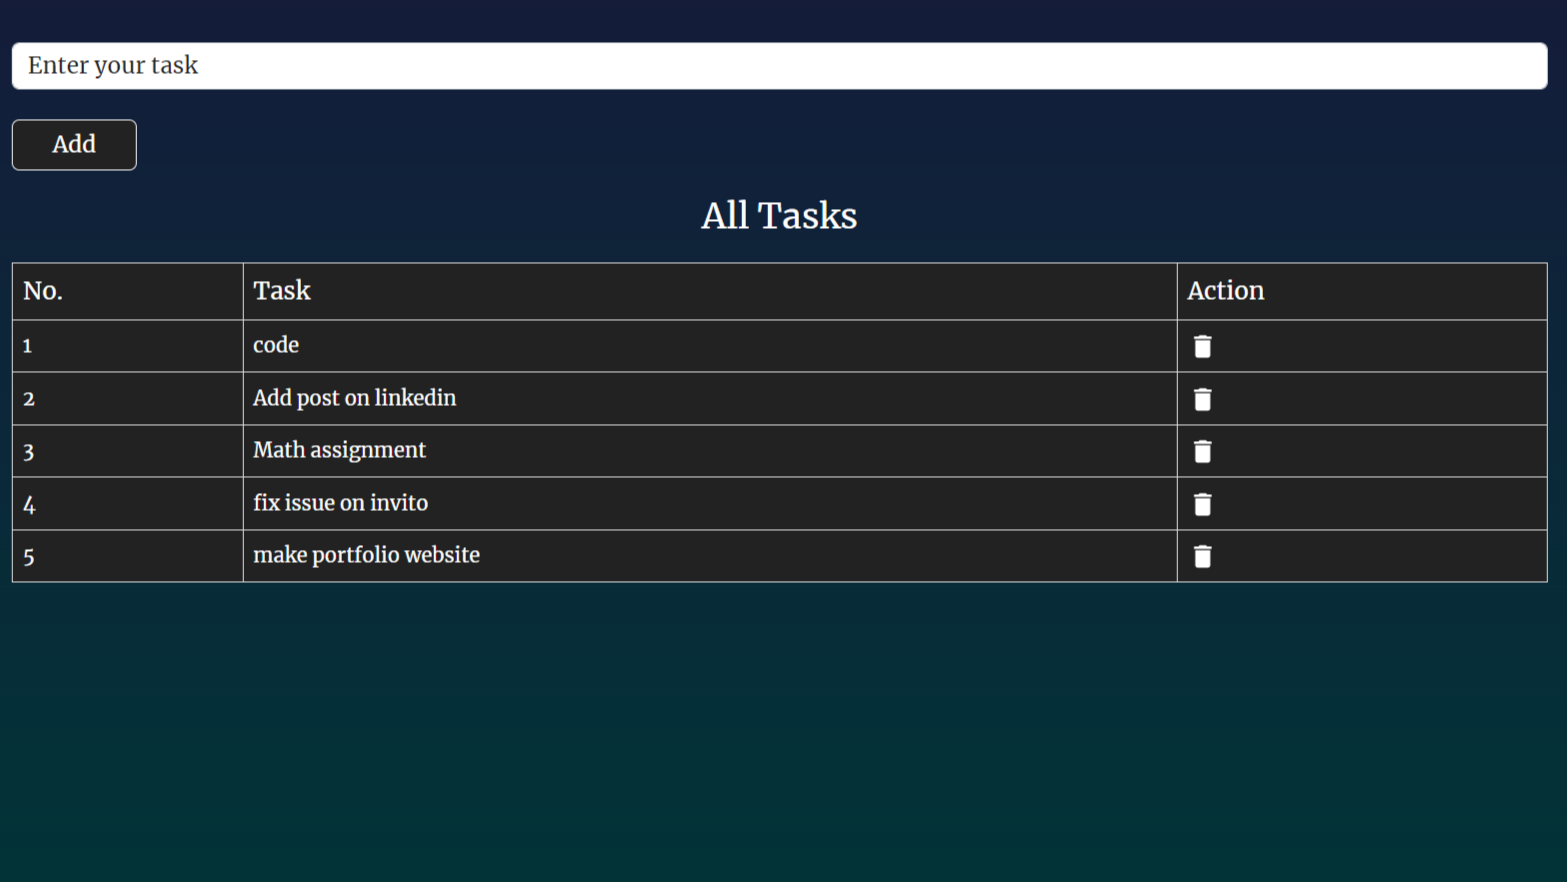 Enter your task
Add
All Tasks
No. Task Action
1 code
2 Add post on linkedin
3 Math assignment
4 fix issue on invito
5 make portfolio website